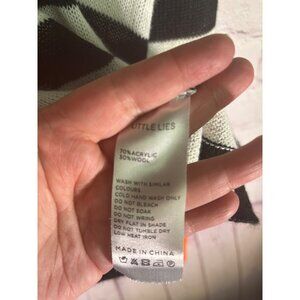 LITTLE LIES
70%ACRYLIC
30%WOOL
WASH WITH SIMILAR
COLOURS
COLD HAND WASH ONLY
DO NOT BLEACH
DO NOT SOAK
DO NOT WRING
DRY FLAT IN SHADE
DO NOT TUMBLE DRY
LOW HEAT IRON
MADE IN CHINA